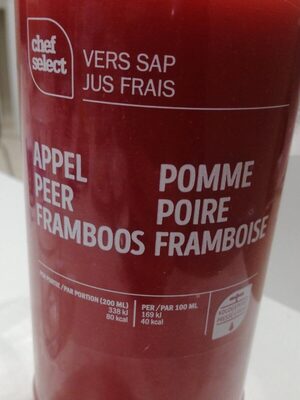 chef
select
VERS SAP
JUS FRAIS
APPEL POMME
PEER POIRE
FRAMBOOS FRAMBOISE
PER PORTIE /PAR PORTION (200 ML)
338 kJ
80 kcal
PER / PAR 100 ML
169 kJ
40 kcal